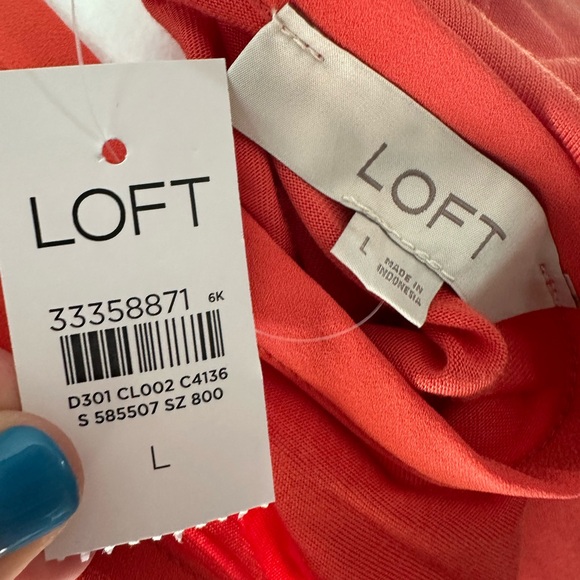 LOFT
33358871 6K
D301 CL002 C4136
S 585507 SZ 800
L
LOFT
L
MADE IN
INDONESIA